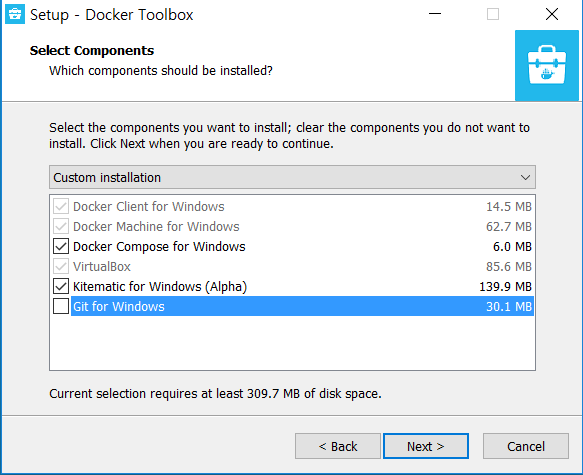 Setup - Docker Toolbox
Select Components
Which components should be installed?
Select the components you want to install; clear the components you do not want to
install. Click Next when you are ready to continue.
Custom installation
Docker Client for Windows 14.5 MB
Docker Machine for Windows 62.7 MB
Docker Compose for Windows 6.0 MB
VirtualBox 85.6 MB
Kitematic for Windows (Alpha) 139.9 MB
Git for Windows 30.1 MB
Current selection requires at least 309.7 MB of disk space.
< Back Next > Cancel